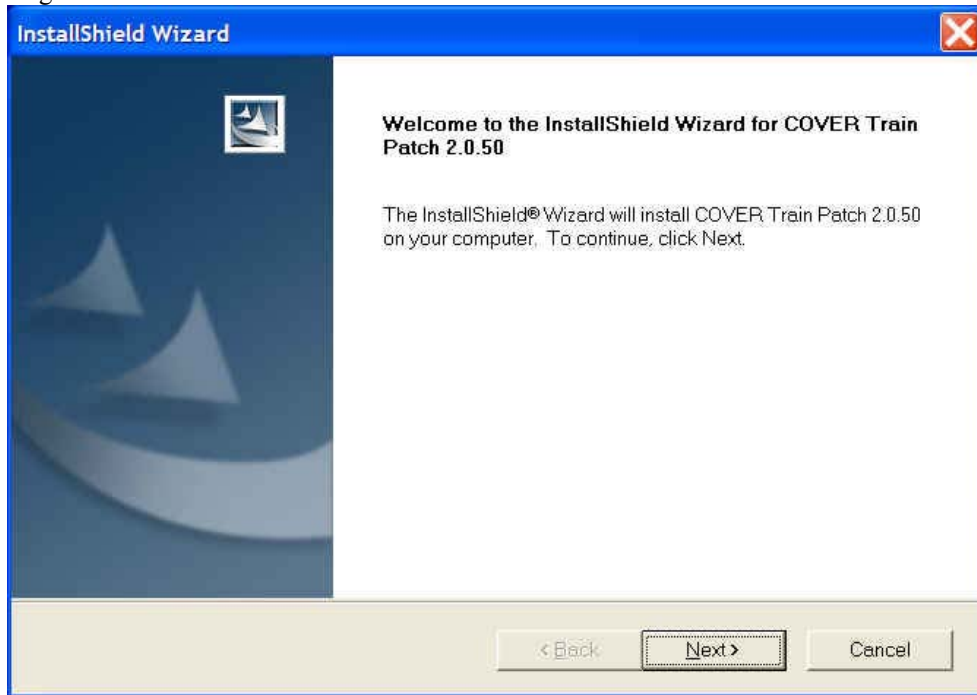 InstallShield Wizard
Welcome to the InstallShield Wizard for COVER Train
Patch 2.0.50
The InstallShield® Wizard will install COVER Train Patch 2.0.50
on your computer. To continue, click Next.
< Back
Next >
Cancel